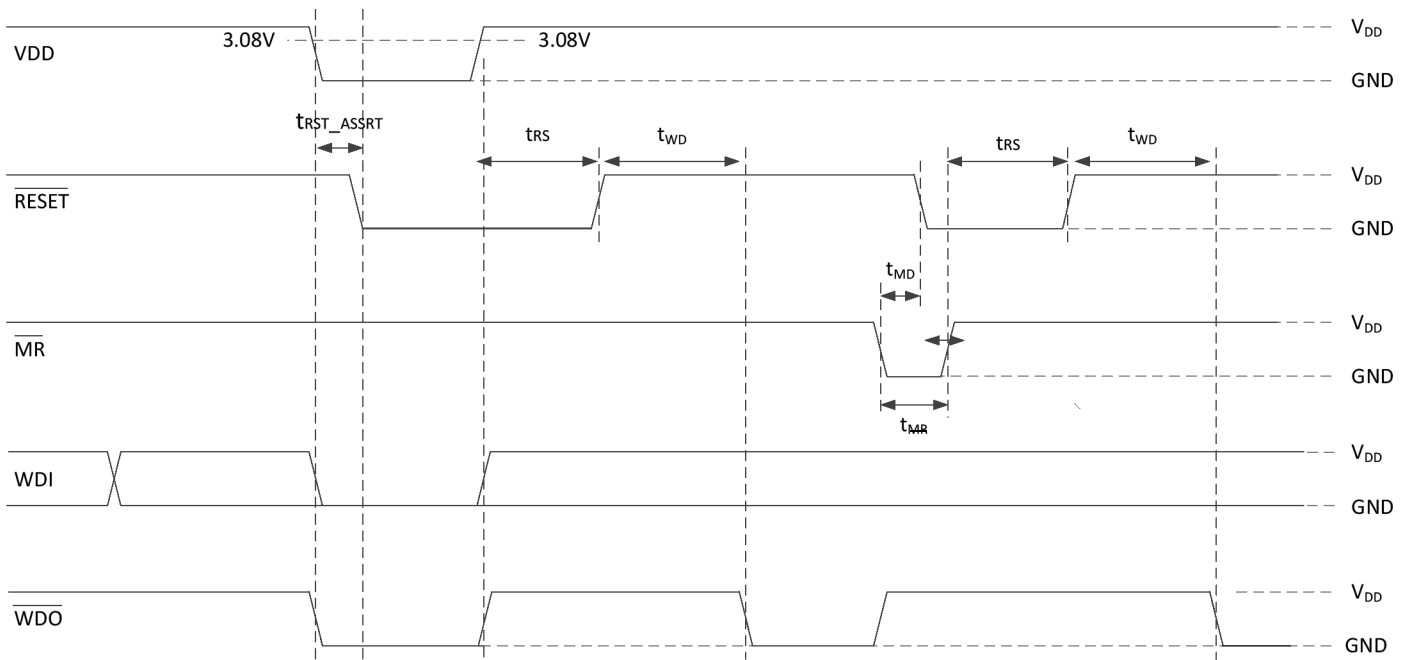 VDD
3.08V
3.08V
VDD
GND
tRST_ASSRT
tRS
tWD
tRS
tWD
RESET
VDD
GND
tMD
MR
VDD
GND
tMR
WDI
VDD
GND
WDO
VDD
GND